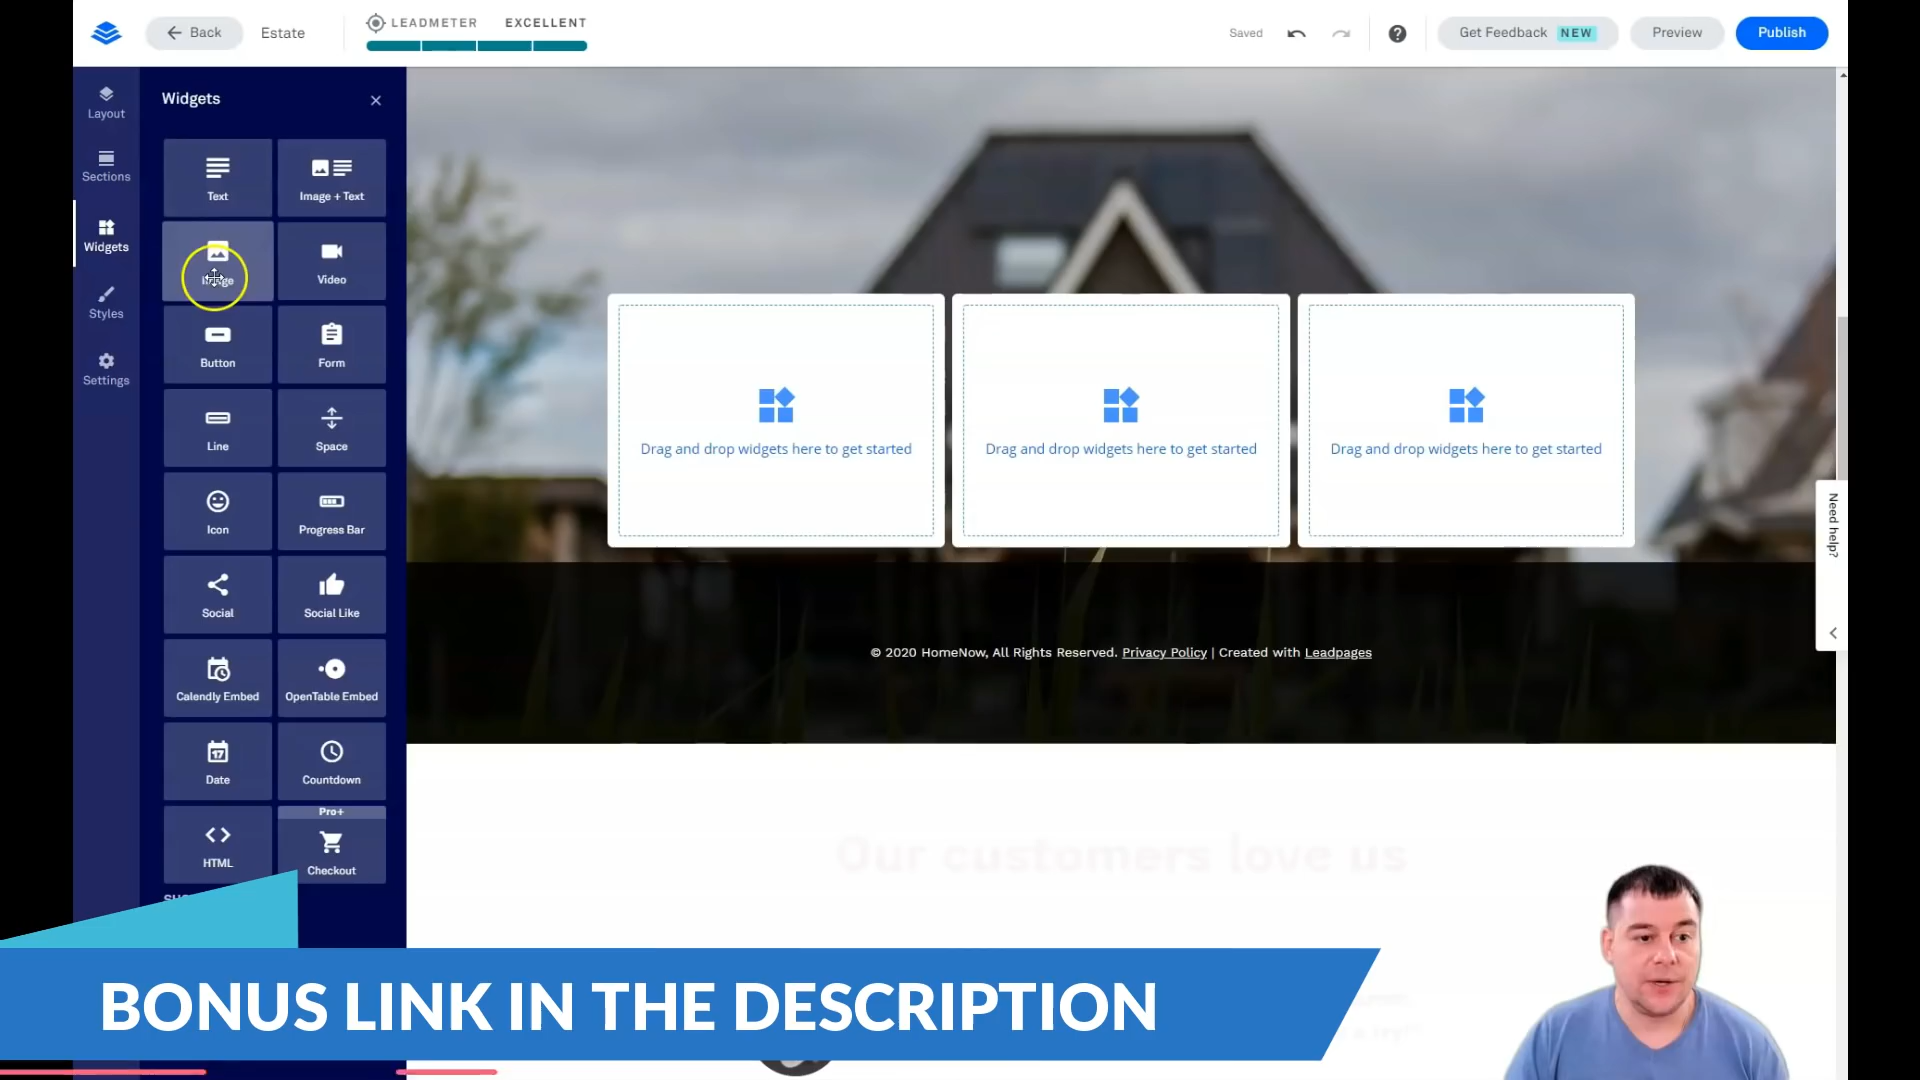 Back
Estate
LEADMETER
EXCELLENT
Saved
?
Get Feedback NEW
Preview
Publish
Layout
Sections
Widgets
Styles
Settings
Widgets
Text
Image + Text
Video
Button
Form
Line
Space
Icon
Progress Bar
Social
Social Like
Calendly Embed
OpenTable Embed
17
Date
Countdown
HTML
Pro+
Checkout
Drag and drop widgets here to get started
Drag and drop widgets here to get started
Drag and drop widgets here to get started
Need help?
© 2020 HomeNow, All Rights Reserved. Privacy Policy | Created with Leadpages
Our customers love us
BONUS LINK IN THE DESCRIPTION